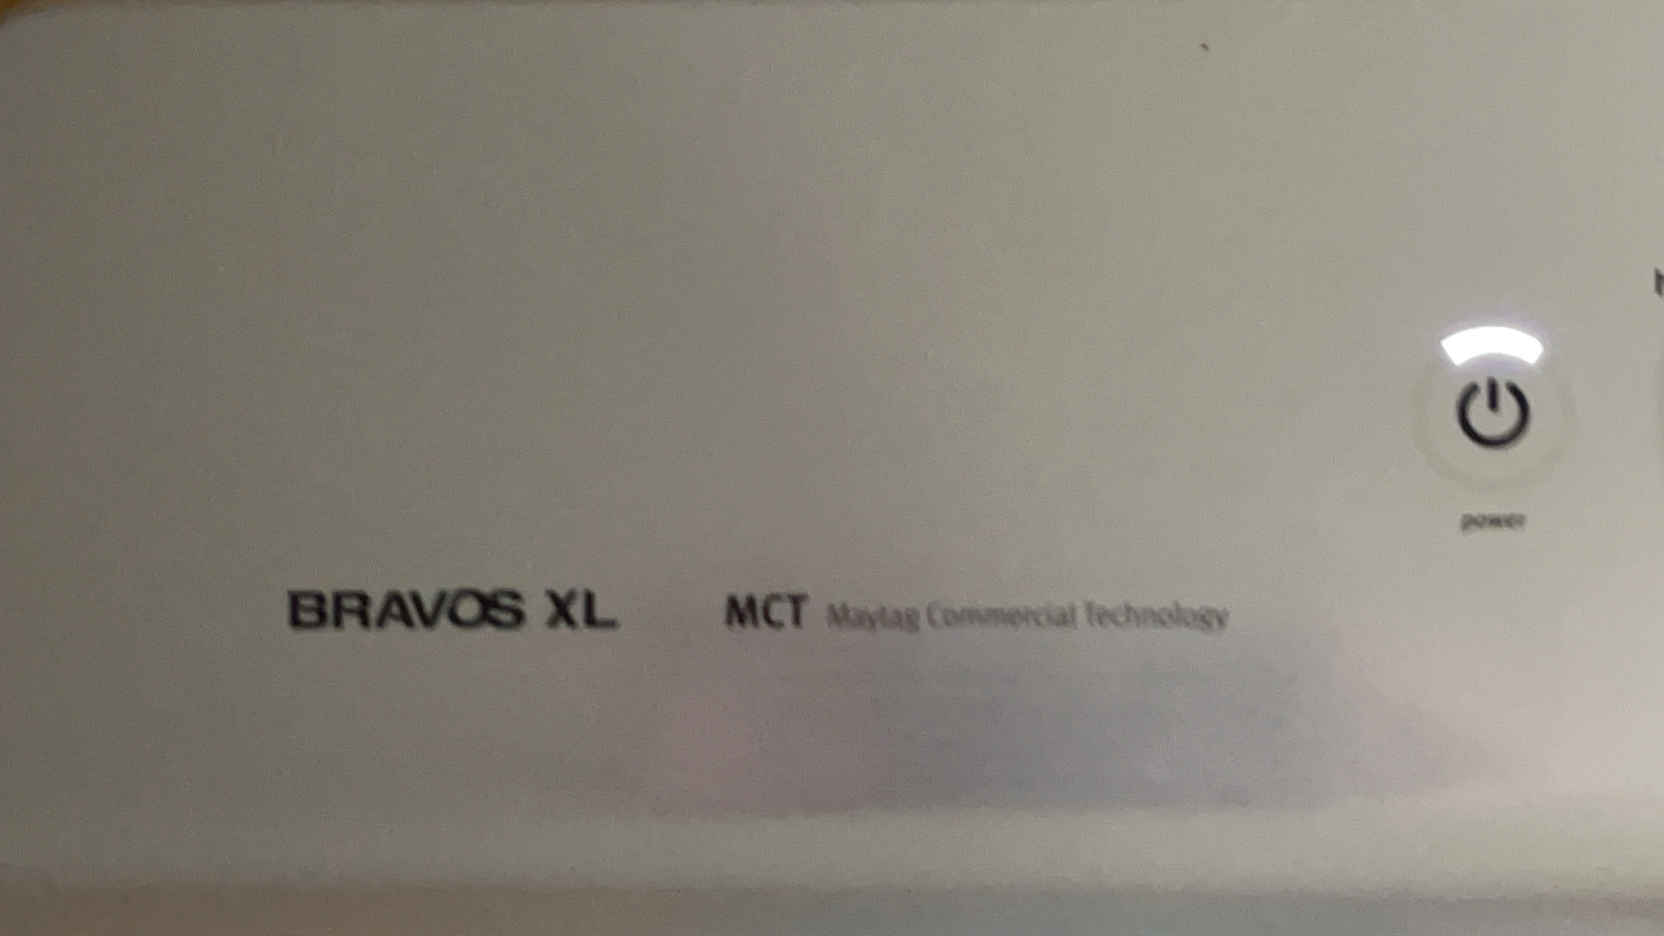 power
BRAVOS XL MCT Maytag Commercial Technology